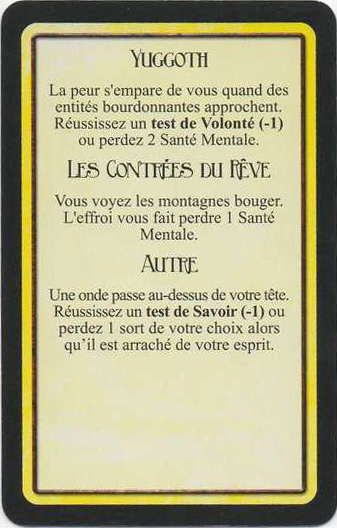 YUGGOTH
La peur s'empare de vous quand des
entités bourdonnantes approchent.
Réussissez un test de Volonté (-1)
ou perdez 2 Santé Mentale.
LES CONTRÉES DU RÊVE
Vous voyez les montagnes bouger.
L'effroi vous fait perdre 1 Santé
Mentale.
AUTRE
Une onde passe au-dessus de votre tête.
Réussissez un test de Savoir (-1) ou
perdez 1 sort de votre choix alors
qu'il est arraché de votre esprit.